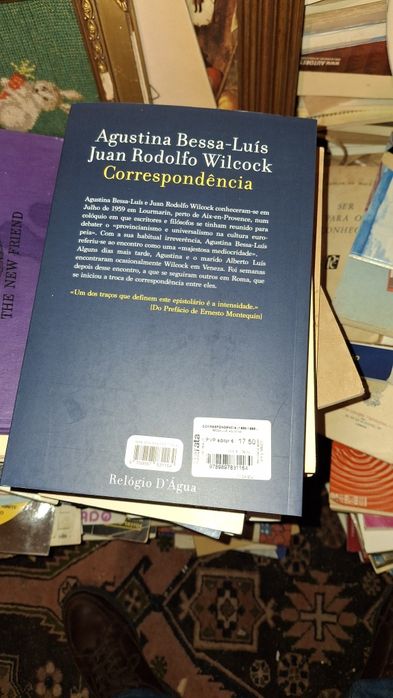 Agustina Bessa-Luís
Juan Rodolfo Wilcock
Correspondência
Agustina Bessa-Luís e Juan Rodolfo Wilcock conheceram-se em
Julho de 1959 em Lourmarin, perto de Aix-en-Provence, num
colóquio em que escritores e filósofos se tinham reunido para
debater o «provincianismo e universalismo na cultura euro-
peia». Com a sua habitual irreverência, Agustina Bessa-Luís
referiu-se ao encontro como uma «majestosa mediocridade».
Alguns dias mais tarde, Agustina e o marido Alberto Luís
encontraram ocasionalmente Wilcock em Veneza. Foi semanas
depois desse encontro, a que se seguiram outros em Roma, que
se iniciou a troca de correspondência entre eles.
«Um dos traços que definem este epistolário é a intensidade.»
[Do Prefácio de Ernesto Montequin]
17 50
9789897831164
Relógio D'Água
THE NEW FRIEND
SER
PARA O